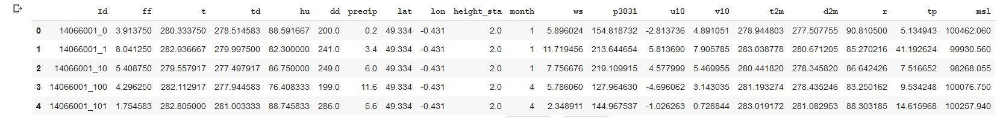 Id ff t td hu dd precip lat lon height_sta month ws p3031 u10 v10 t2m d2m r tp msl
0 14066001_0 3.913750 280.333750 278.514583 88.591667 200.0 0.2 49.334 -0.431 2.0 1 5.896024 154.818732 -2.813736 4.891051 278.944803 277.507755 90.810500 5.134943 100462.060
1 14066001_1 8.041250 282.936667 279.997500 82.300000 241.0 3.4 49.334 -0.431 2.0 1 11.719456 213.644654 5.813690 7.905785 283.038778 280.671205 85.270216 41.192624 99930.560
2 14066001_10 5.408750 279.557917 277.497917 86.750000 249.0 6.0 49.334 -0.431 2.0 1 7.756676 219.109915 4.577999 5.469955 280.441820 278.345820 86.642426 7.516652 98268.055
3 14066001_100 4.296250 282.112917 277.944583 76.408333 199.0 11.6 49.334 -0.431 2.0 4 5.786060 127.964630 -4.696062 3.143035 281.193274 278.435246 83.250162 9.534248 100076.750
4 14066001_101 1.754583 282.805000 281.003333 88.745833 286.0 5.6 49.334 -0.431 2.0 4 2.348911 144.967537 -1.026263 0.728844 283.019172 281.082953 88.303185 14.615968 100257.940